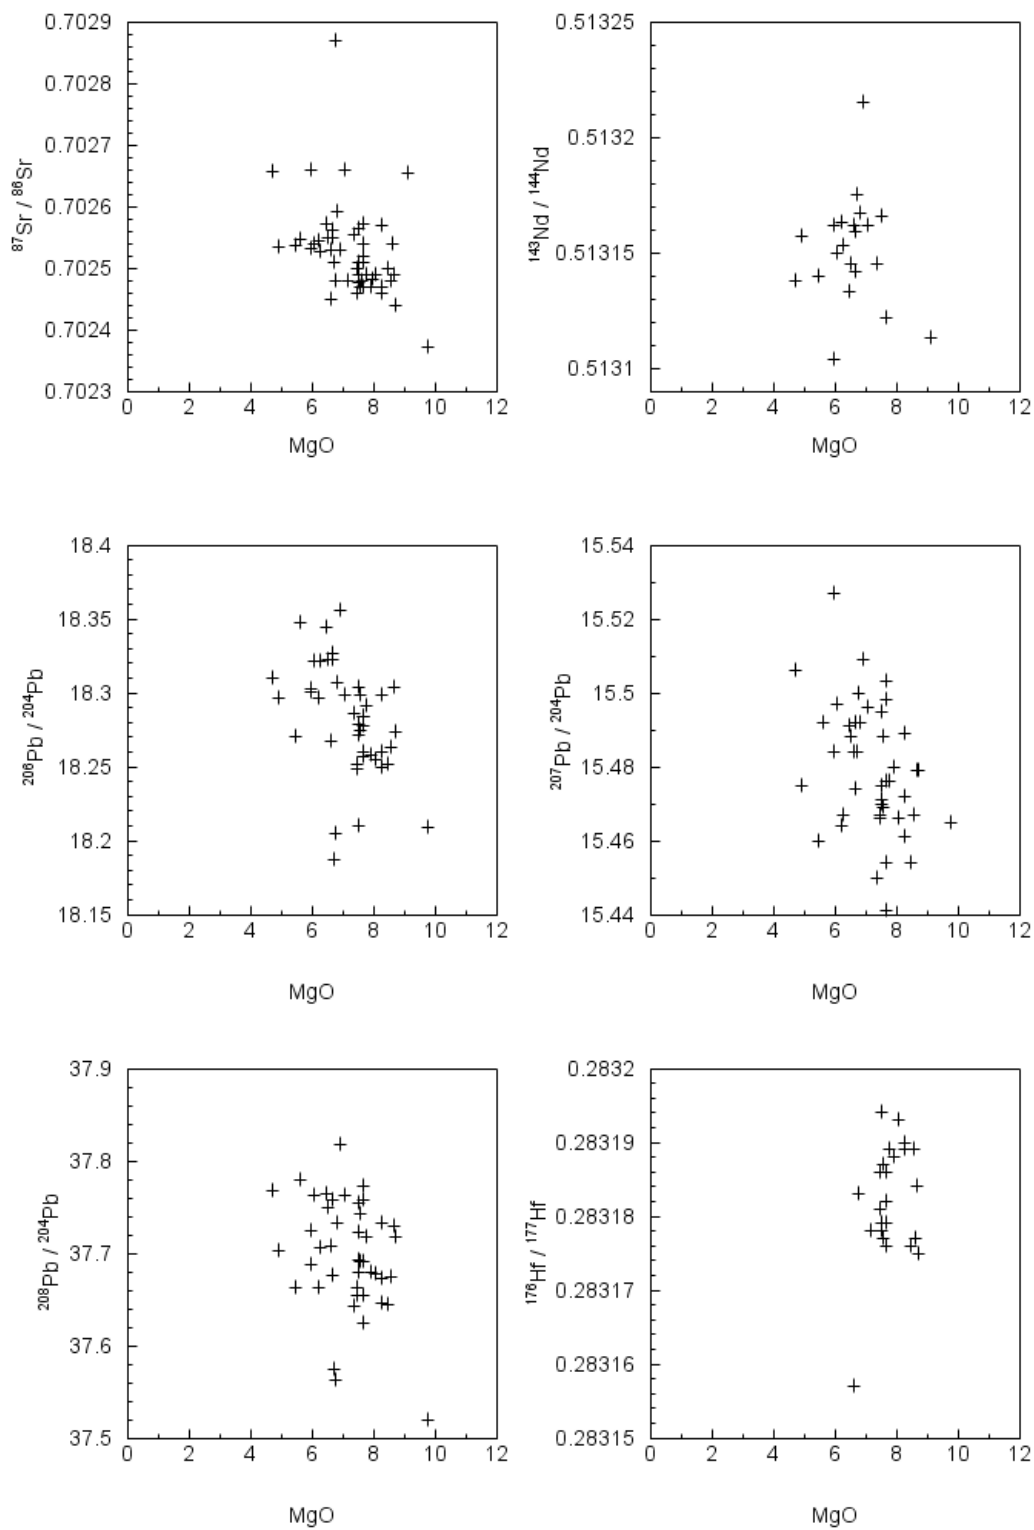 0.7029
0.7028
0.7027
0.7026
0.7025
0.7024
0.7023
⁸⁷Sr / ⁸⁶Sr
0 2 4 6 8 10 12
MgO
0.51325
0.5132
0.51315
0.5131
¹⁴³Nd / ¹⁴⁴Nd
0 2 4 6 8 10 12
MgO
18.4
18.35
18.3
18.25
18.2
18.15
²⁰⁶Pb / ²⁰⁴Pb
0 2 4 6 8 10 12
MgO
15.54
15.52
15.5
15.48
15.46
15.44
²⁰⁷Pb / ²⁰⁴Pb
0 2 4 6 8 10 12
MgO
37.9
37.8
37.7
37.6
37.5
²⁰⁸Pb / ²⁰⁴Pb
0 2 4 6 8 10 12
MgO
0.2832
0.28319
0.28318
0.28317
0.28316
0.28315
¹⁷⁶Hf / ¹⁷⁷Hf
0 2 4 6 8 10 12
MgO